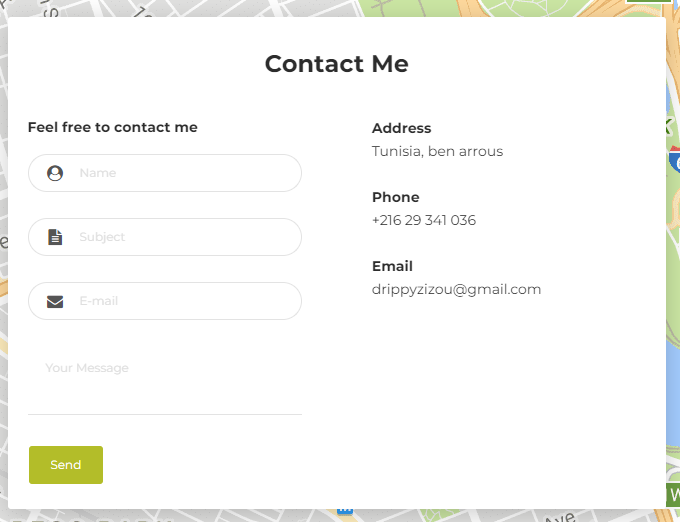 Contact Me
Feel free to contact me
Name
Subject
E-mail
Your Message
Send
Address
Tunisia, ben arrous
Phone
+216 29 341 036
Email
drippyzizou@gmail.com
Ave